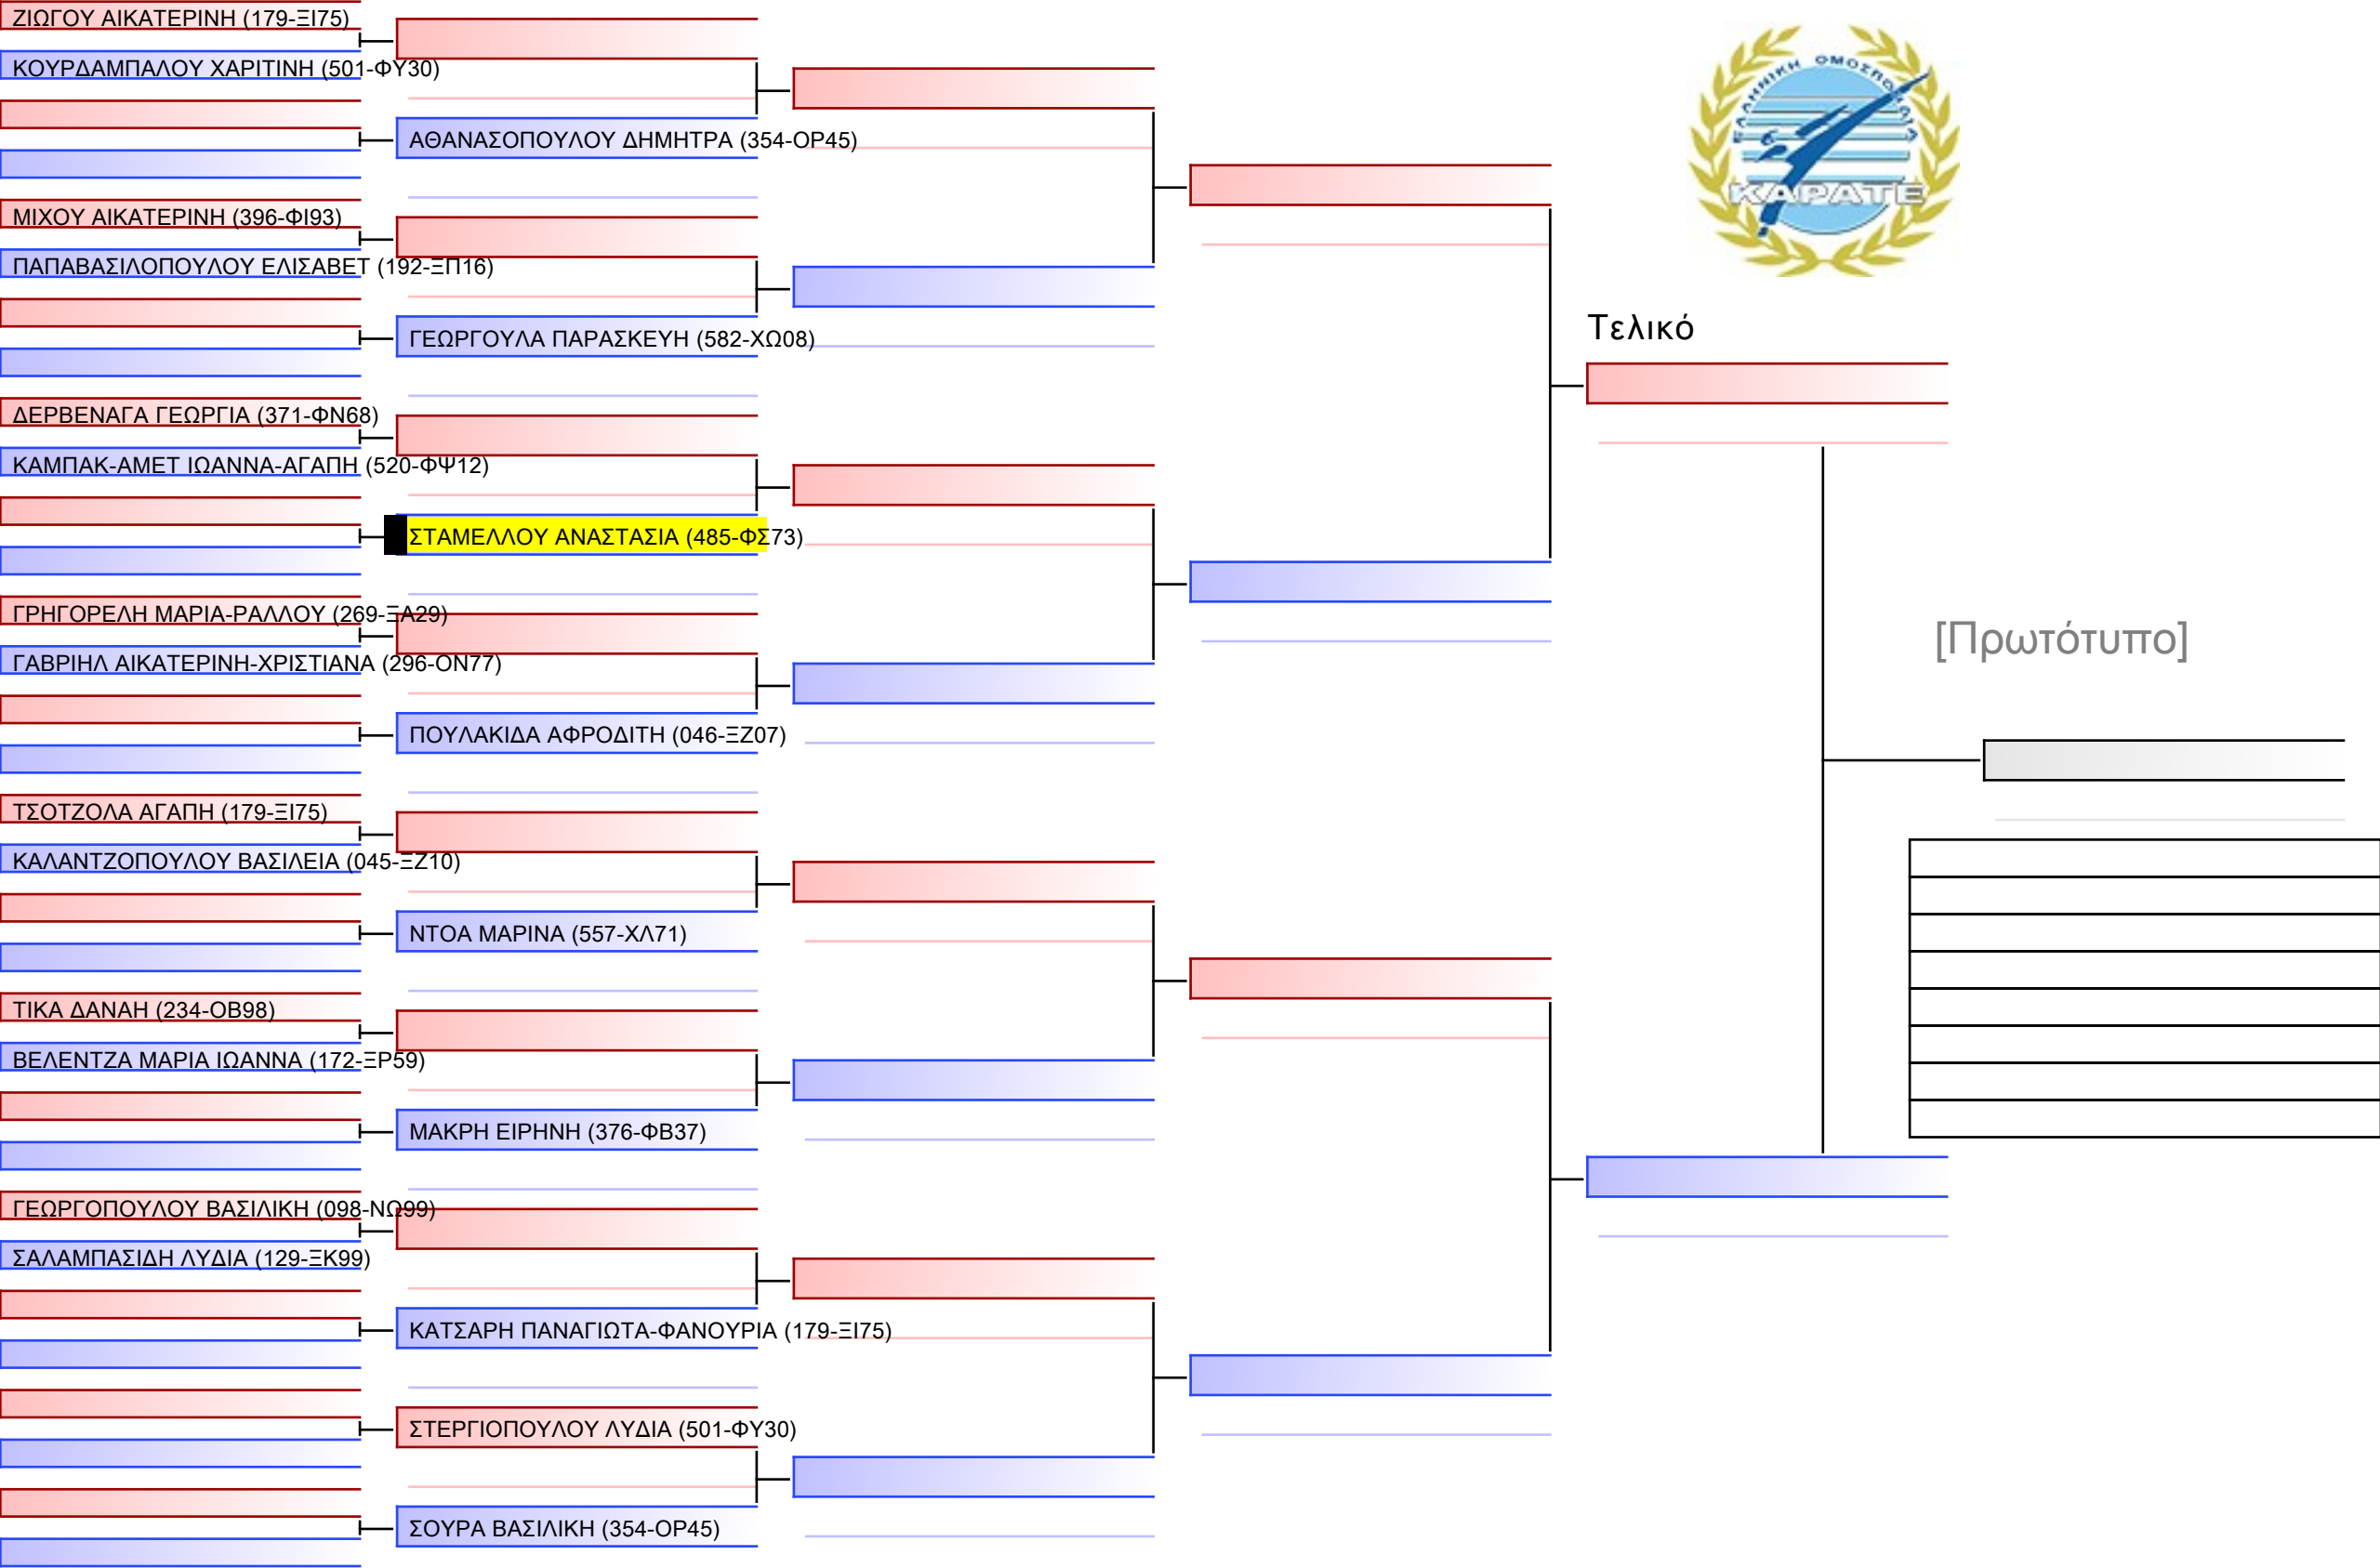 ΖΙΩΓΟΥ ΑΙΚΑΤΕΡΙΝΗ (179-ΞΙ75)
ΚΟΥΡΔΑΜΠΑΛΟΥ ΧΑΡΙΤΙΝΗ (501-ΦΥ30)
ΑΘΑΝΑΣΟΠΟΥΛΟΥ ΔΗΜΗΤΡΑ (354-ΟΡ45)
ΜΙΧΟΥ ΑΙΚΑΤΕΡΙΝΗ (396-ΦΙ93)
ΠΑΠΑΒΑΣΙΛΟΠΟΥΛΟΥ ΕΛΙΣΑΒΕΤ (192-ΞΠ16)
ΓΕΩΡΓΟΥΛΑ ΠΑΡΑΣΚΕΥΗ (582-ΧΩ08)
ΔΕΡΒΕΝΑΓΑ ΓΕΩΡΓΙΑ (371-ΦΝ68)
ΚΑΜΠΑΚ-ΑΜΕΤ ΙΩΑΝΝΑ-ΑΓΑΠΗ (520-ΦΨ12)
ΣΤΑΜΕΛΛΟΥ ΑΝΑΣΤΑΣΙΑ (485-ΦΣ73)
ΓΡΗΓΟΡΕΛΗ ΜΑΡΙΑ-ΡΑΛΛΟΥ (269-ΞΑ29)
ΓΑΒΡΙΗΛ ΑΙΚΑΤΕΡΙΝΗ-ΧΡΙΣΤΙΑΝΑ (296-ΟΝ77)
ΠΟΥΛΑΚΙΔΑ ΑΦΡΟΔΙΤΗ (046-ΞΖ07)
ΤΣΟΤΖΟΛΑ ΑΓΑΠΗ (179-ΞΙ75)
ΚΑΛΑΝΤΖΟΠΟΥΛΟΥ ΒΑΣΙΛΕΙΑ (045-ΞΖ10)
ΝΤΟΑ ΜΑΡΙΝΑ (557-ΧΛ71)
ΤΙΚΑ ΔΑΝΑΗ (234-ΟΒ98)
ΒΕΛΕΝΤΖΑ ΜΑΡΙΑ ΙΩΑΝΝΑ (172-ΞΡ59)
ΜΑΚΡΗ ΕΙΡΗΝΗ (376-ΦΒ37)
ΓΕΩΡΓΟΠΟΥΛΟΥ ΒΑΣΙΛΙΚΗ (098-ΝΩ99)
ΣΑΛΑΜΠΑΣΙΔΗ ΛΥΔΙΑ (129-ΞΚ99)
ΚΑΤΣΑΡΗ ΠΑΝΑΓΙΩΤΑ-ΦΑΝΟΥΡΙΑ (179-ΞΙ75)
ΣΤΕΡΓΙΟΠΟΥΛΟΥ ΛΥΔΙΑ (501-ΦΥ30)
ΣΟΥΡΑ ΒΑΣΙΛΙΚΗ (354-ΟΡ45)
ΕΛΛΗΝΙΚΗ ΟΜΟΣΠΟΝΔΙΑ
ΚΑΡΑΤΕ
Τελικό
[Πρωτότυπο]